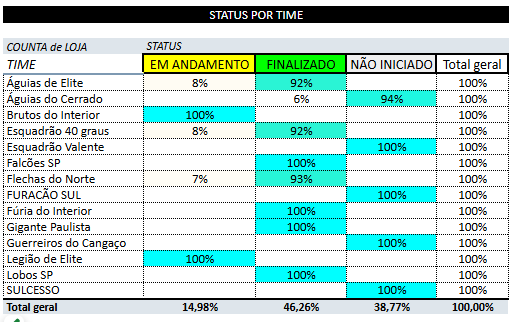 STATUS POR TIME
COUNTA de LOJA STATUS
TIME EM ANDAMENTO FINALIZADO NÃO INICIADO Total geral
Águias de Elite 8% 92% 100%
Águias do Cerrado 6% 94% 100%
Brutos do Interior 100% 100%
Esquadrão 40 graus 8% 92% 100%
Esquadrão Valente 100% 100%
Falcões SP 100% 100%
Flechas do Norte 7% 93% 100%
FURACÃO SUL 100% 100%
Fúria do Interior 100% 100%
Gigante Paulista 100% 100%
Guerreiros do Cangaço 100% 100%
Legião de Elite 100% 100%
Lobos SP 100% 100%
SULCESSO 100% 100%
Total geral 14,98% 46,26% 38,77% 100,00%